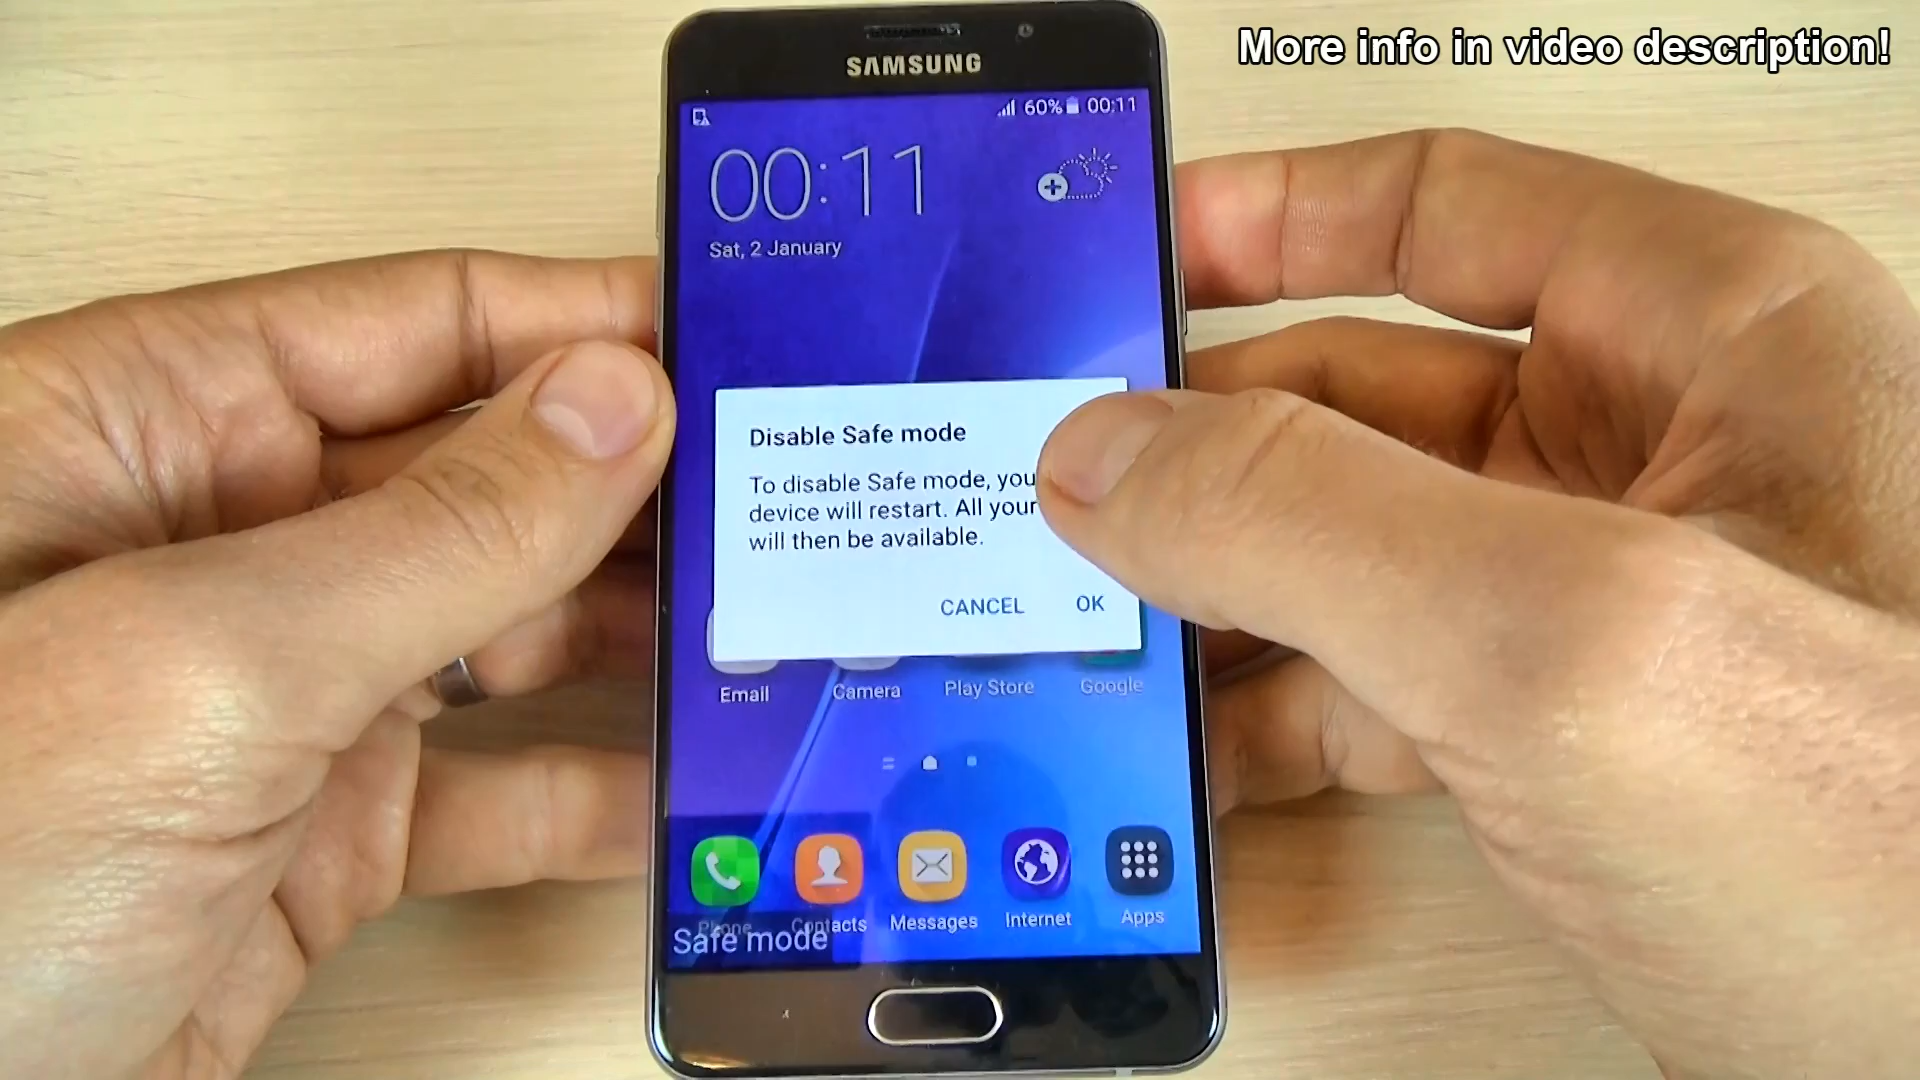 More info in video description!
SAMSUNG
60% 00:11
00:11
Sat, 2 January
Disable Safe mode
To disable Safe mode, you
device will restart. All your
will then be available.
CANCEL OK
Email Camera Play Store Google
Phone Contacts Messages Internet Apps
Safe mode